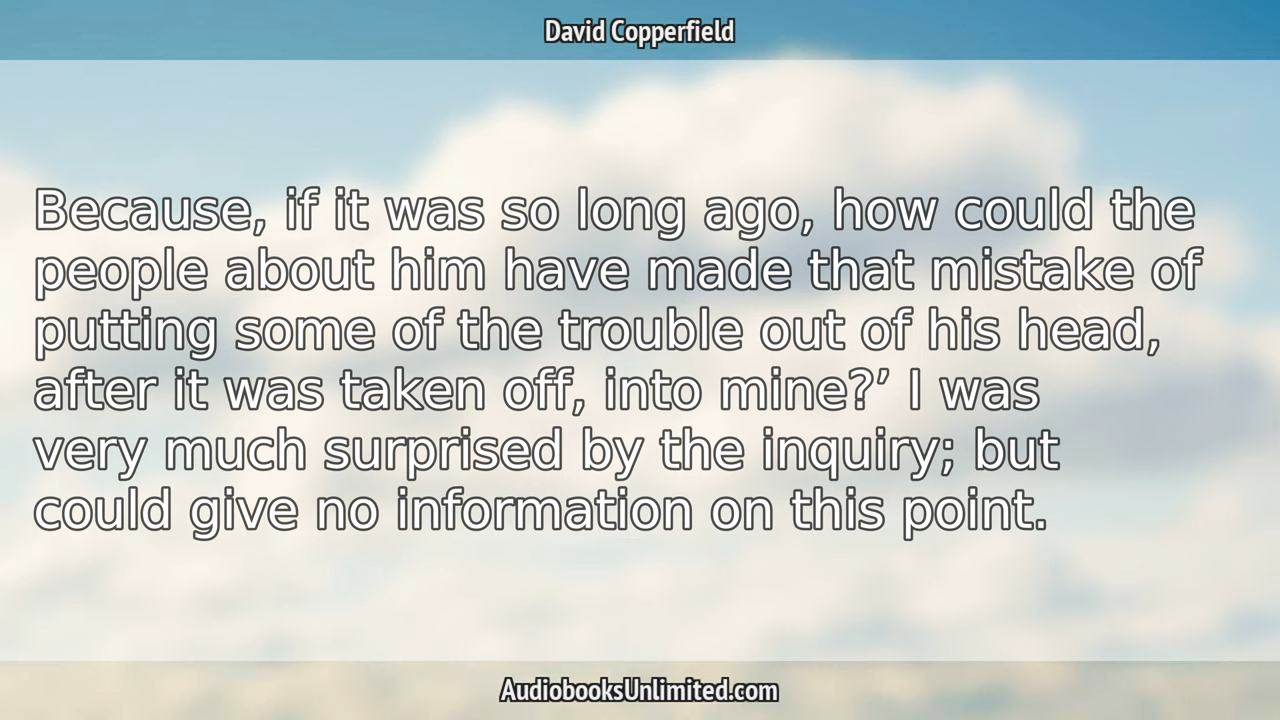 David Copperfield
Because, if it was so long ago, how could the
people about him have made that mistake of
putting some of the trouble out of his head,
after it was taken off, into mine?’ I was
very much surprised by the inquiry; but
could give no information on this point.
AudiobooksUnlimited.com